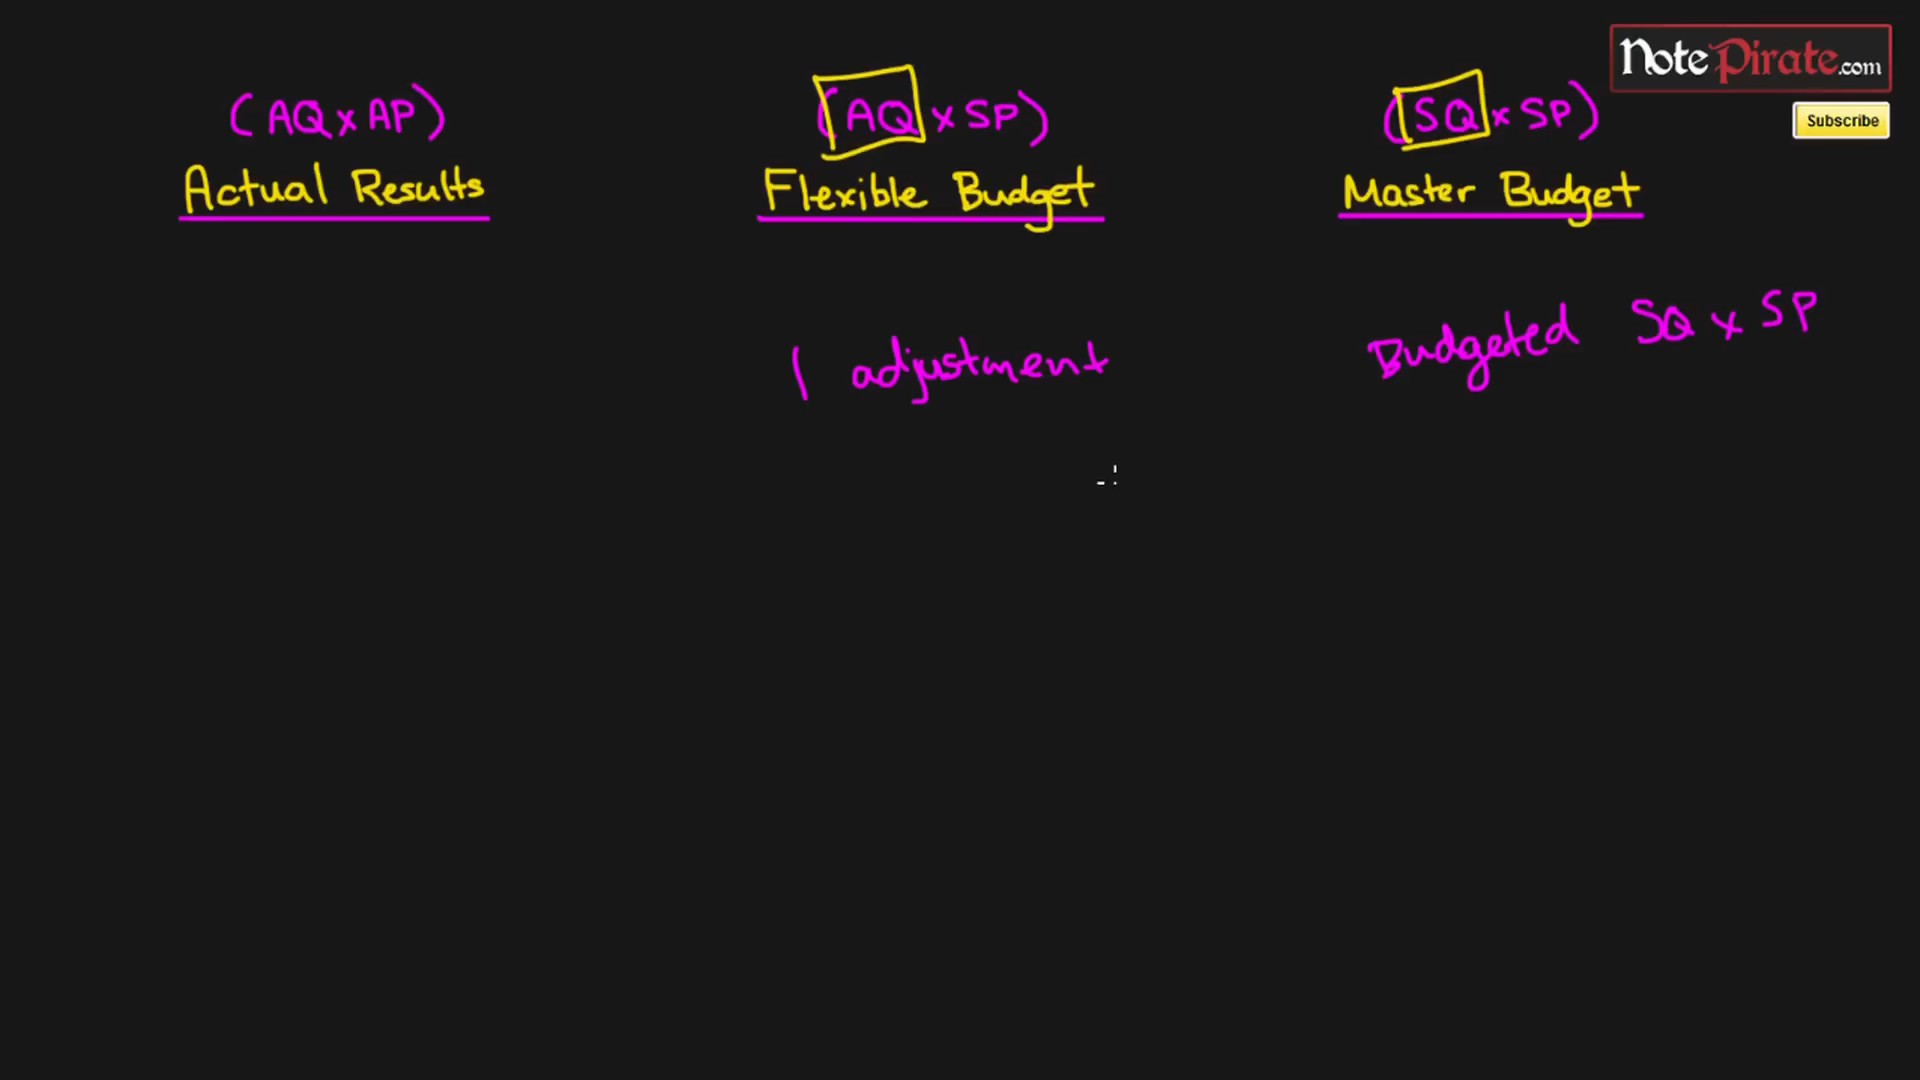 NotePirate.com
Subscribe
(AQ x AP)
(AQ x SP)
(SQ x SP)
Actual Results
Flexible Budget
Master Budget
1 adjustment
Budgeted SQ x SP